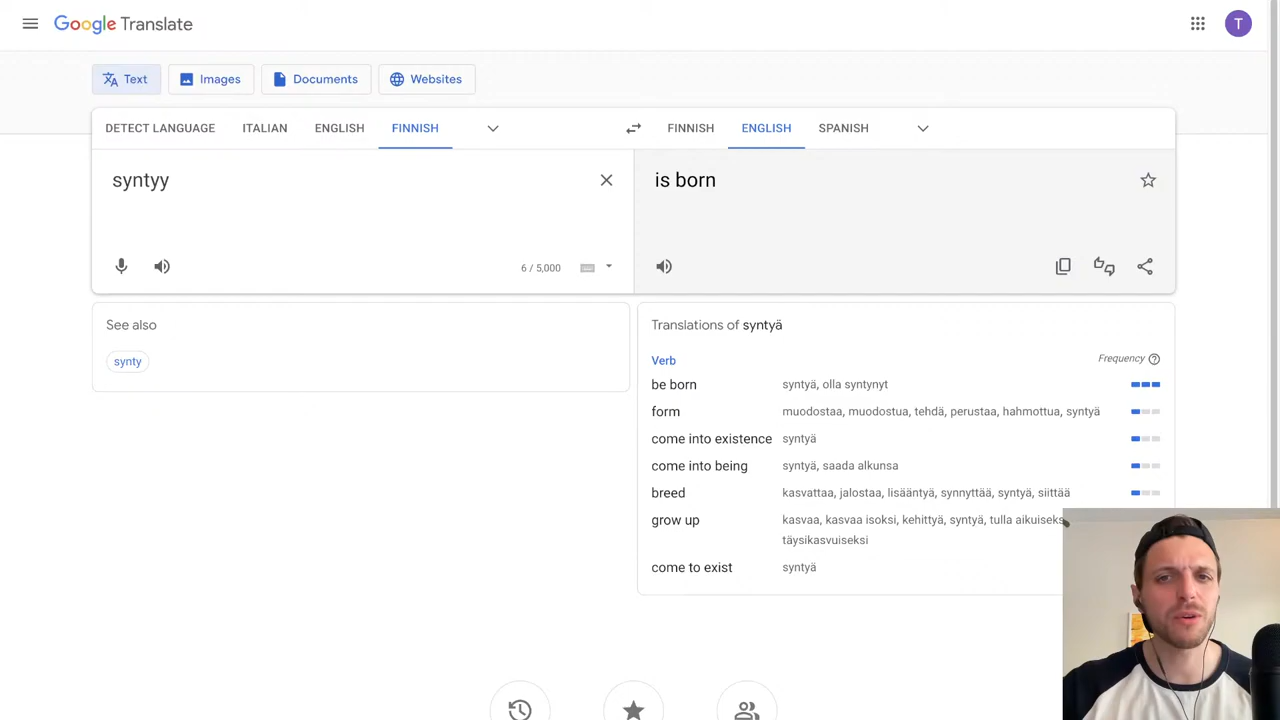 Google Translate
T
Text
Images
Documents
Websites
DETECT LANGUAGE
ITALIAN
ENGLISH
FINNISH
FINNISH
ENGLISH
SPANISH
syntyy
is born
6 / 5,000
See also
synty
Translations of syntyä
Verb
Frequency
be born
syntyä, olla syntynyt
form
muodostaa, muodostua, tehdä, perustaa, hahmottua, syntyä
come into existence
syntyä
come into being
syntyä, saada alkunsa
breed
kasvattaa, jalostaa, lisääntyä, synnyttää, syntyä, siittää
grow up
kasvaa, kasvaa isoksi, kehittyä, syntyä, tulla aikuiseks
täysikasvuiseksi
come to exist
syntyä